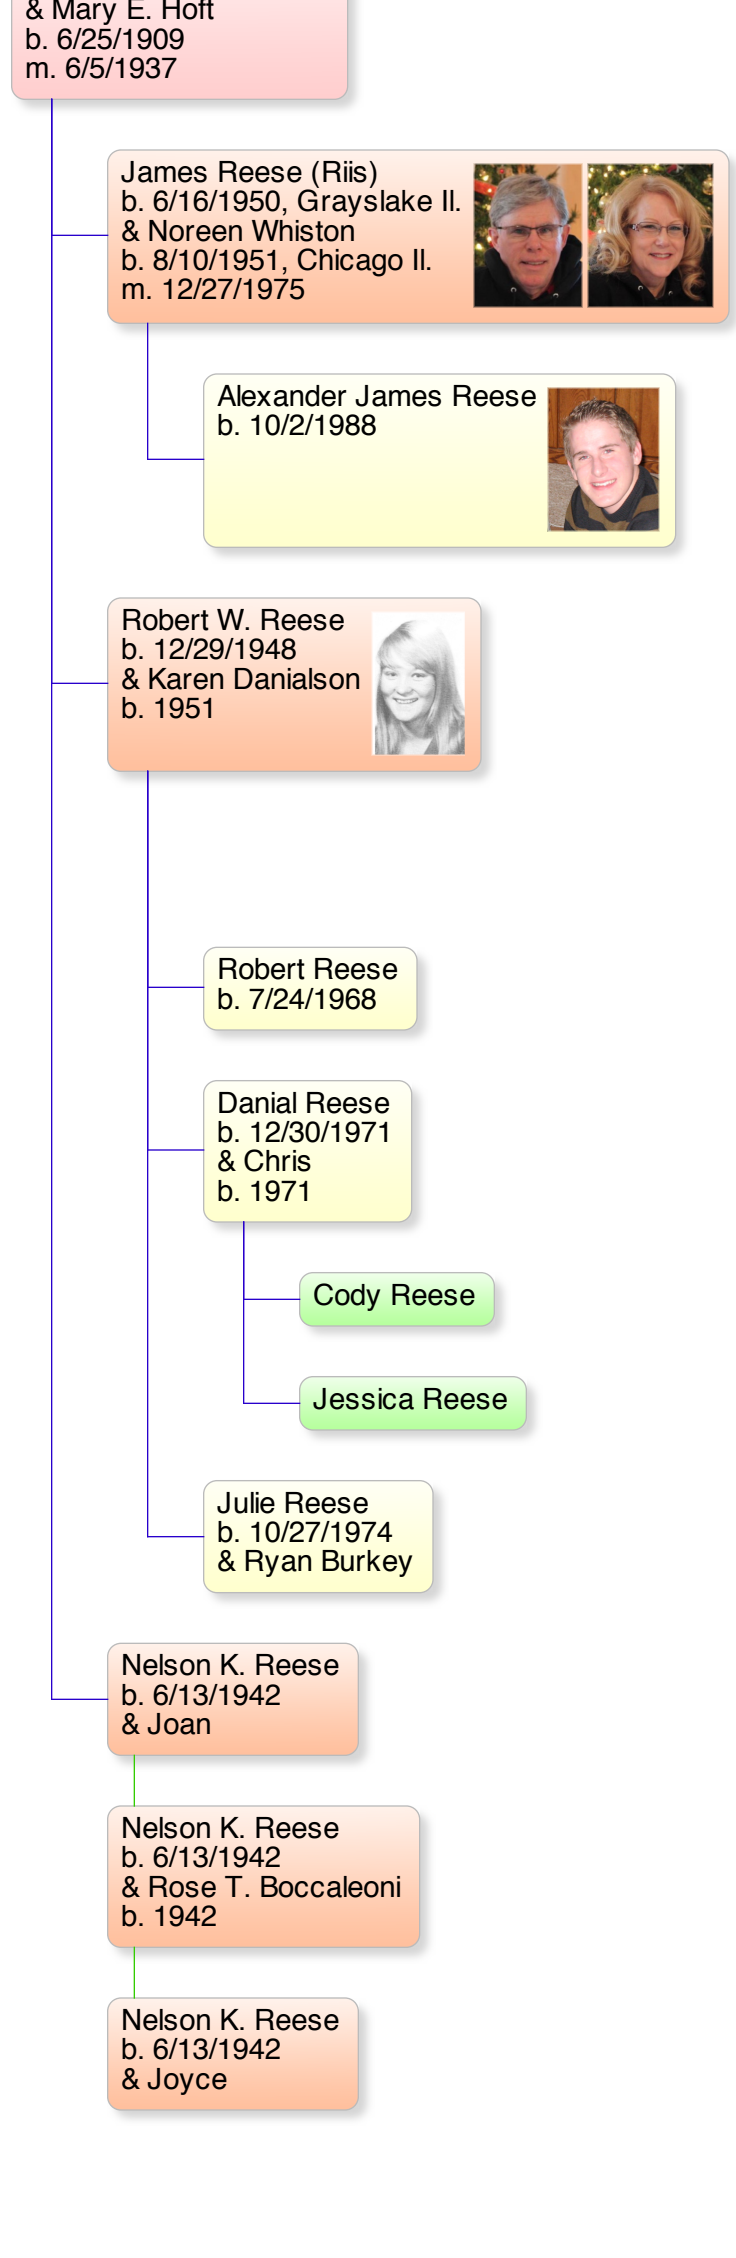 & Mary E. Hoft
b. 6/25/1909
m. 6/5/1937
James Reese (Riis)
b. 6/16/1950, Grayslake Il.
& Noreen Whiston
b. 8/10/1951, Chicago Il.
m. 12/27/1975
Alexander James Reese
b. 10/2/1988
Robert W. Reese
b. 12/29/1948
& Karen Danialson
b. 1951
Robert Reese
b. 7/24/1968
Danial Reese
b. 12/30/1971
& Chris
b. 1971
Cody Reese
Jessica Reese
Julie Reese
b. 10/27/1974
& Ryan Burkey
Nelson K. Reese
b. 6/13/1942
& Joan
Nelson K. Reese
b. 6/13/1942
& Rose T. Boccaleoni
b. 1942
Nelson K. Reese
b. 6/13/1942
& Joyce